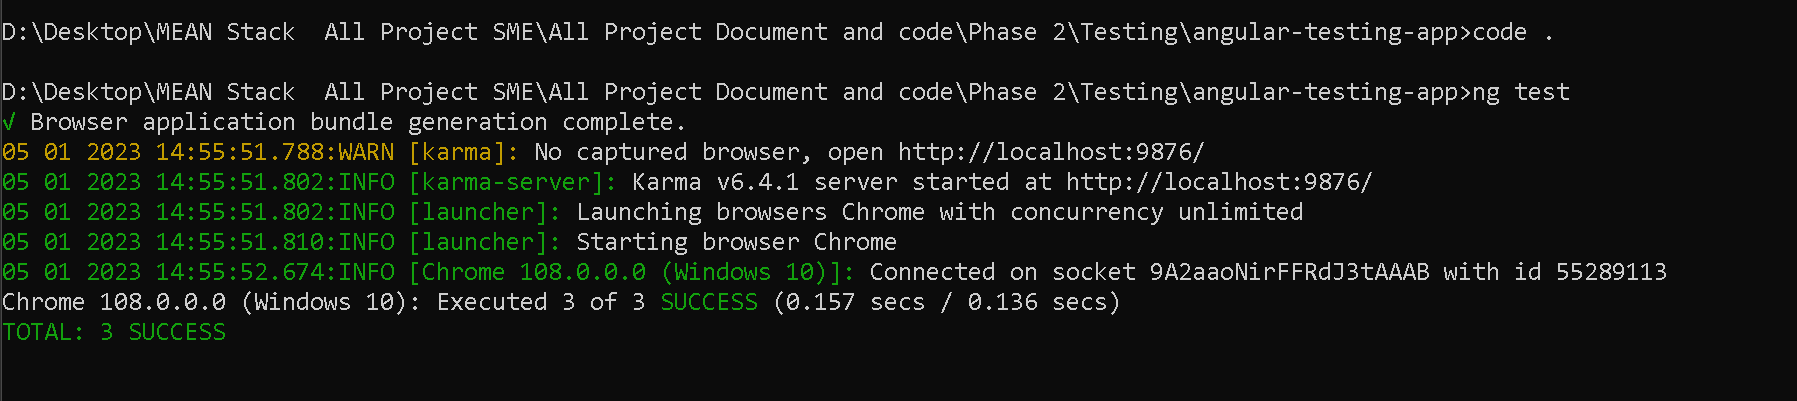 D:\Desktop\MEAN Stack  All Project SME\All Project Document and code\Phase 2\Testing\angular-testing-app>code .
D:\Desktop\MEAN Stack  All Project SME\All Project Document and code\Phase 2\Testing\angular-testing-app>ng test
√ Browser application bundle generation complete.
05 01 2023 14:55:51.788:WARN [karma]: No captured browser, open http://localhost:9876/
05 01 2023 14:55:51.802:INFO [karma-server]: Karma v6.4.1 server started at http://localhost:9876/
05 01 2023 14:55:51.802:INFO [launcher]: Launching browsers Chrome with concurrency unlimited
05 01 2023 14:55:51.810:INFO [launcher]: Starting browser Chrome
05 01 2023 14:55:52.674:INFO [Chrome 108.0.0.0 (Windows 10)]: Connected on socket 9A2aaoNirFFRdJ3tAAAB with id 55289113
Chrome 108.0.0.0 (Windows 10): Executed 3 of 3 SUCCESS (0.157 secs / 0.136 secs)
TOTAL: 3 SUCCESS